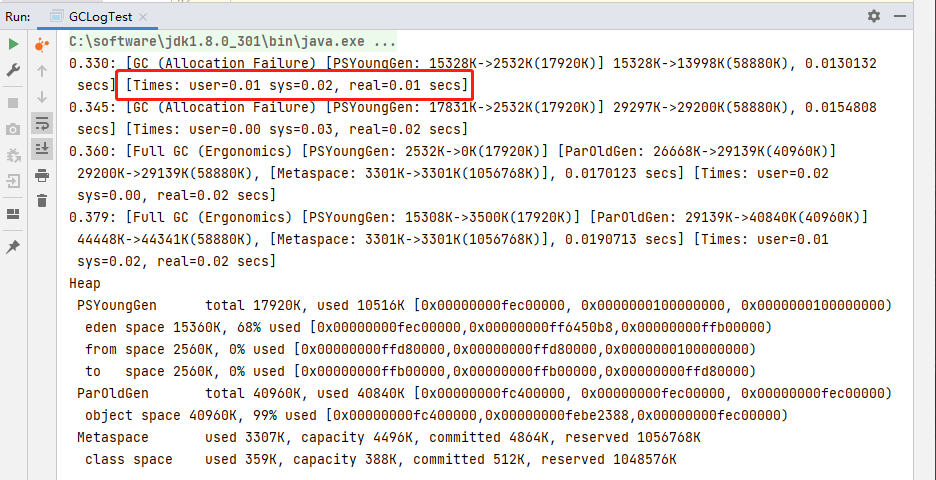 Run: GCLogTest
C:\software\jdk1.8.0_301\bin\java.exe ...
0.330: [GC (Allocation Failure) [PSYoungGen: 15328K->2532K(17920K)] 15328K->13998K(58880K), 0.0130132
secs] [Times: user=0.01 sys=0.02, real=0.01 secs]
0.345: [GC (Allocation Failure) [PSYoungGen: 17831K->2532K(17920K)] 29297K->29200K(58880K), 0.0154808
secs] [Times: user=0.00 sys=0.03, real=0.02 secs]
0.360: [Full GC (Ergonomics) [PSYoungGen: 2532K->0K(17920K)] [ParOldGen: 26668K->29139K(40960K)]
29200K->29139K(58880K), [Metaspace: 3301K->3301K(1056768K)], 0.0170123 secs] [Times: user=0.02
sys=0.00, real=0.02 secs]
0.379: [Full GC (Ergonomics) [PSYoungGen: 15308K->3500K(17920K)] [ParOldGen: 29139K->40840K(40960K)]
44448K->44341K(58880K), [Metaspace: 3301K->3301K(1056768K)], 0.0190713 secs] [Times: user=0.01
sys=0.02, real=0.02 secs]
Heap
PSYoungGen total 17920K, used 10516K [0x00000000fec00000, 0x0000000100000000, 0x0000000100000000)
eden space 15360K, 68% used [0x00000000fec00000,0x00000000ff6450b8,0x00000000ffb00000)
from space 2560K, 0% used [0x00000000ffd80000,0x00000000ffd80000,0x0000000100000000)
to space 2560K, 0% used [0x00000000ffb00000,0x00000000ffb00000,0x00000000ffd80000)
ParOldGen total 40960K, used 40840K [0x00000000fc400000, 0x00000000fec00000, 0x00000000fec00000)
object space 40960K, 99% used [0x00000000fc400000,0x00000000febe2388,0x00000000fec00000)
Metaspace used 3307K, capacity 4496K, committed 4864K, reserved 1056768K
class space used 359K, capacity 388K, committed 512K, reserved 1048576K